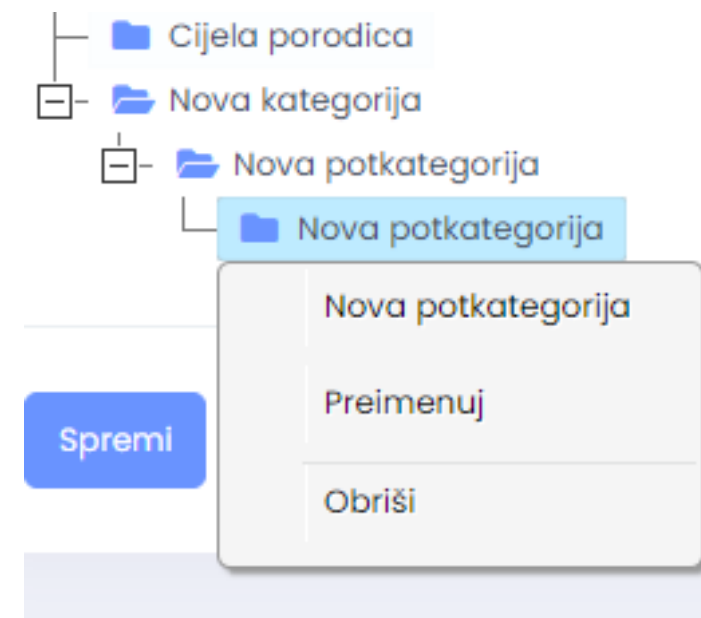 Cijela porodica
Nova kategorija
Nova potkategorija
Nova potkategorija
Nova potkategorija
Preimenuj
Spremi
Obriši